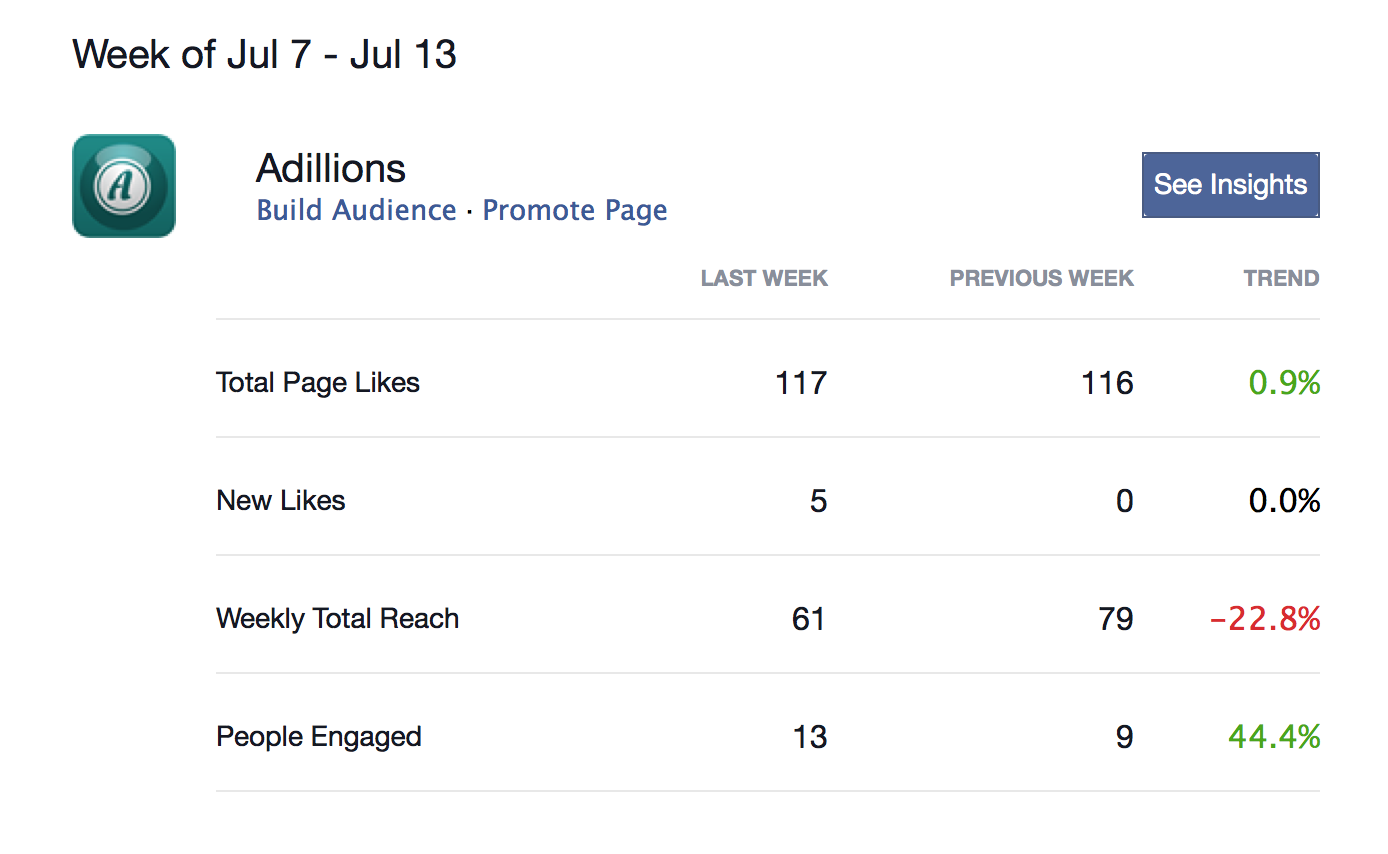 Week of Jul 7 - Jul 13
A
Adillions
See Insights
Build Audience · Promote Page
LAST WEEK PREVIOUS WEEK TREND
Total Page Likes 117 116 0.9%
New Likes 5 0 0.0%
Weekly Total Reach 61 79 -22.8%
People Engaged 13 9 44.4%